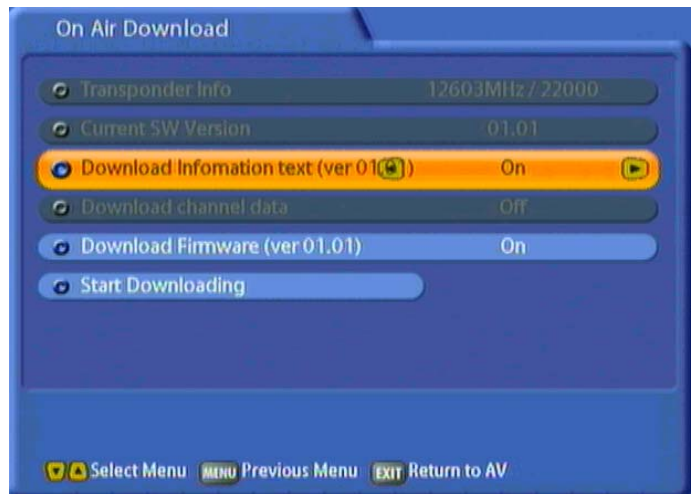 On Air Download
Transponder Info 12603MHz / 22000
Current SW Version 01.01
Download Infomation text (ver 01 ) On
Download channel data Off
Download Firmware (ver 01.01) On
Start Downloading
Select Menu MENU Previous Menu EXIT Return to AV